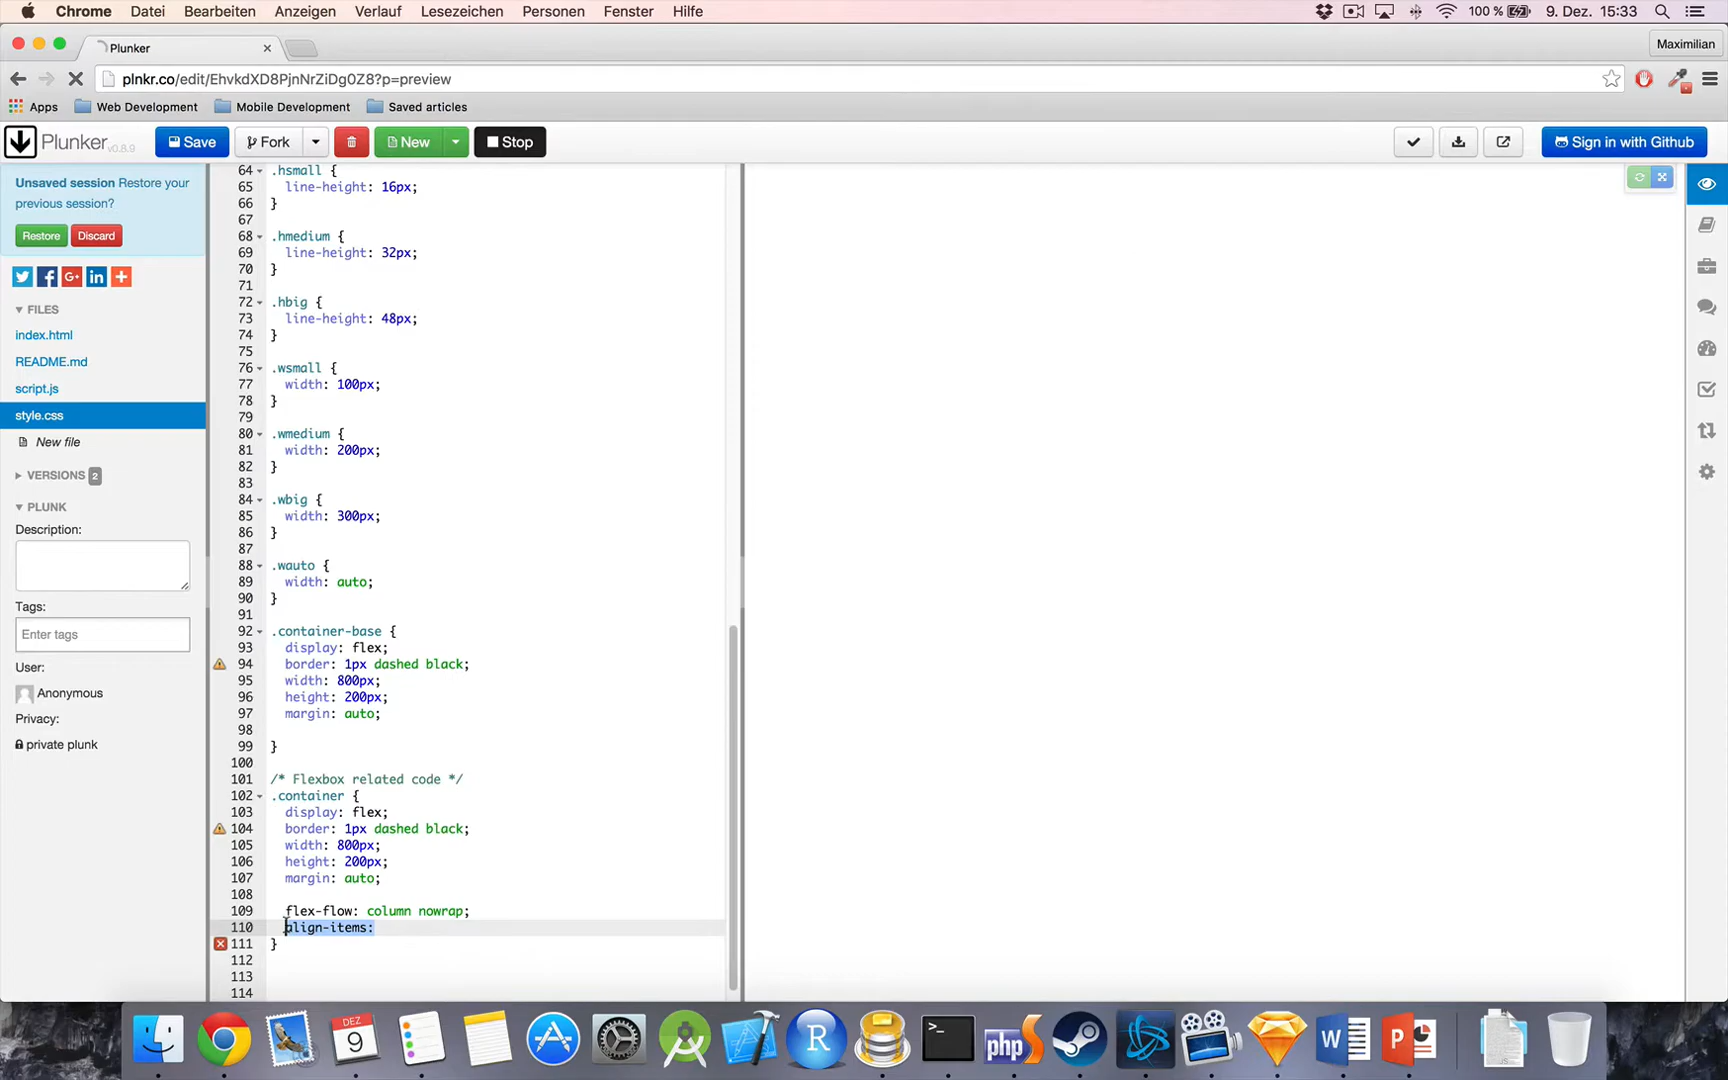 Chrome Datei Bearbeiten Anzeigen Verlauf Lesezeichen Personen Fenster Hilfe 100 % 9. Dez. 15:33
Plunker Maximilian
plnkr.co/edit/EhvkdXD8PjnNrZiDg0Z8?p=preview
Apps Web Development Mobile Development Saved articles
Plunker v0.8.9 Save Fork New Stop Sign in with Github
Unsaved session Restore your
previous session?
Restore Discard
FILES
index.html
README.md
script.js
style.css
New file
VERSIONS 2
PLUNK
Description:
Tags:
Enter tags
User:
Anonymous
Privacy:
private plunk
64 .hsmall {
65 line-height: 16px;
66 }
67
68 .hmedium {
69 line-height: 32px;
70 }
71
72 .hbig {
73 line-height: 48px;
74 }
75
76 .wsmall {
77 width: 100px;
78 }
79
80 .wmedium {
81 width: 200px;
82 }
83
84 .wbig {
85 width: 300px;
86 }
87
88 .wauto {
89 width: auto;
90 }
91
92 .container-base {
93 display: flex;
94 border: 1px dashed black;
95 width: 800px;
96 height: 200px;
97 margin: auto;
98
99 }
100
101 /* Flexbox related code */
102 .container {
103 display: flex;
104 border: 1px dashed black;
105 width: 800px;
106 height: 200px;
107 margin: auto;
108
109 flex-flow: column nowrap;
110 align-items:
111 }
112
113
114
DEZ
9
R
>_
php
W
P
JS